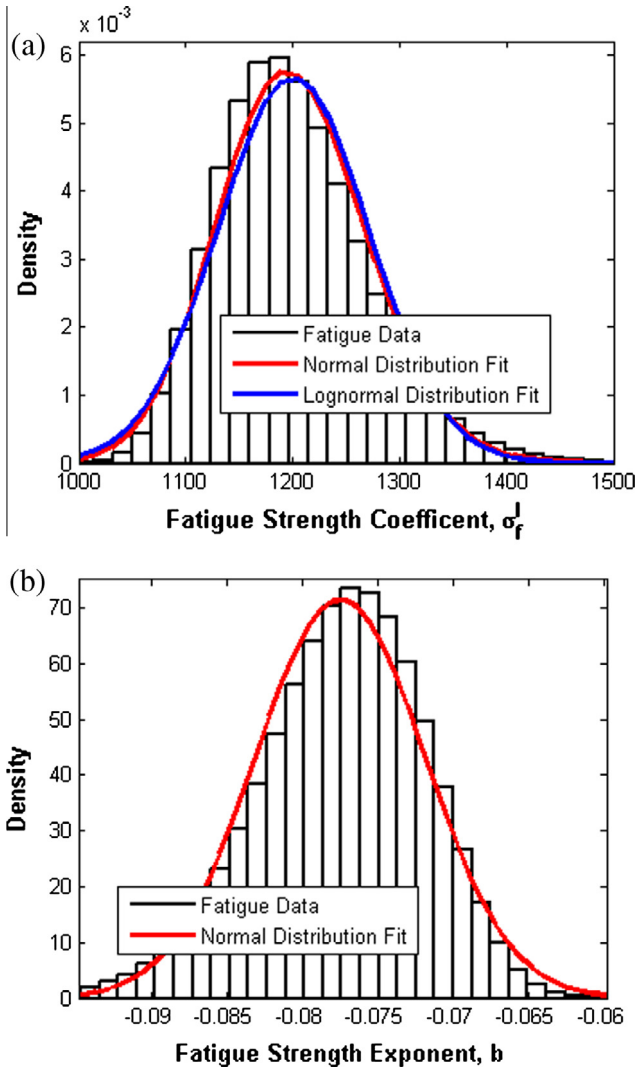 (a)
× 10⁻³
6
5
4
3
2
1
0
Density
Fatigue Data
Normal Distribution Fit
Lognormal Distribution Fit
1000 1100 1200 1300 1400 1500
Fatigue Strength Coefficent, σ_f^I
(b)
70
60
50
40
30
20
10
0
Density
Fatigue Data
Normal Distribution Fit
-0.09 -0.085 -0.08 -0.075 -0.07 -0.065 -0.06
Fatigue Strength Exponent, b